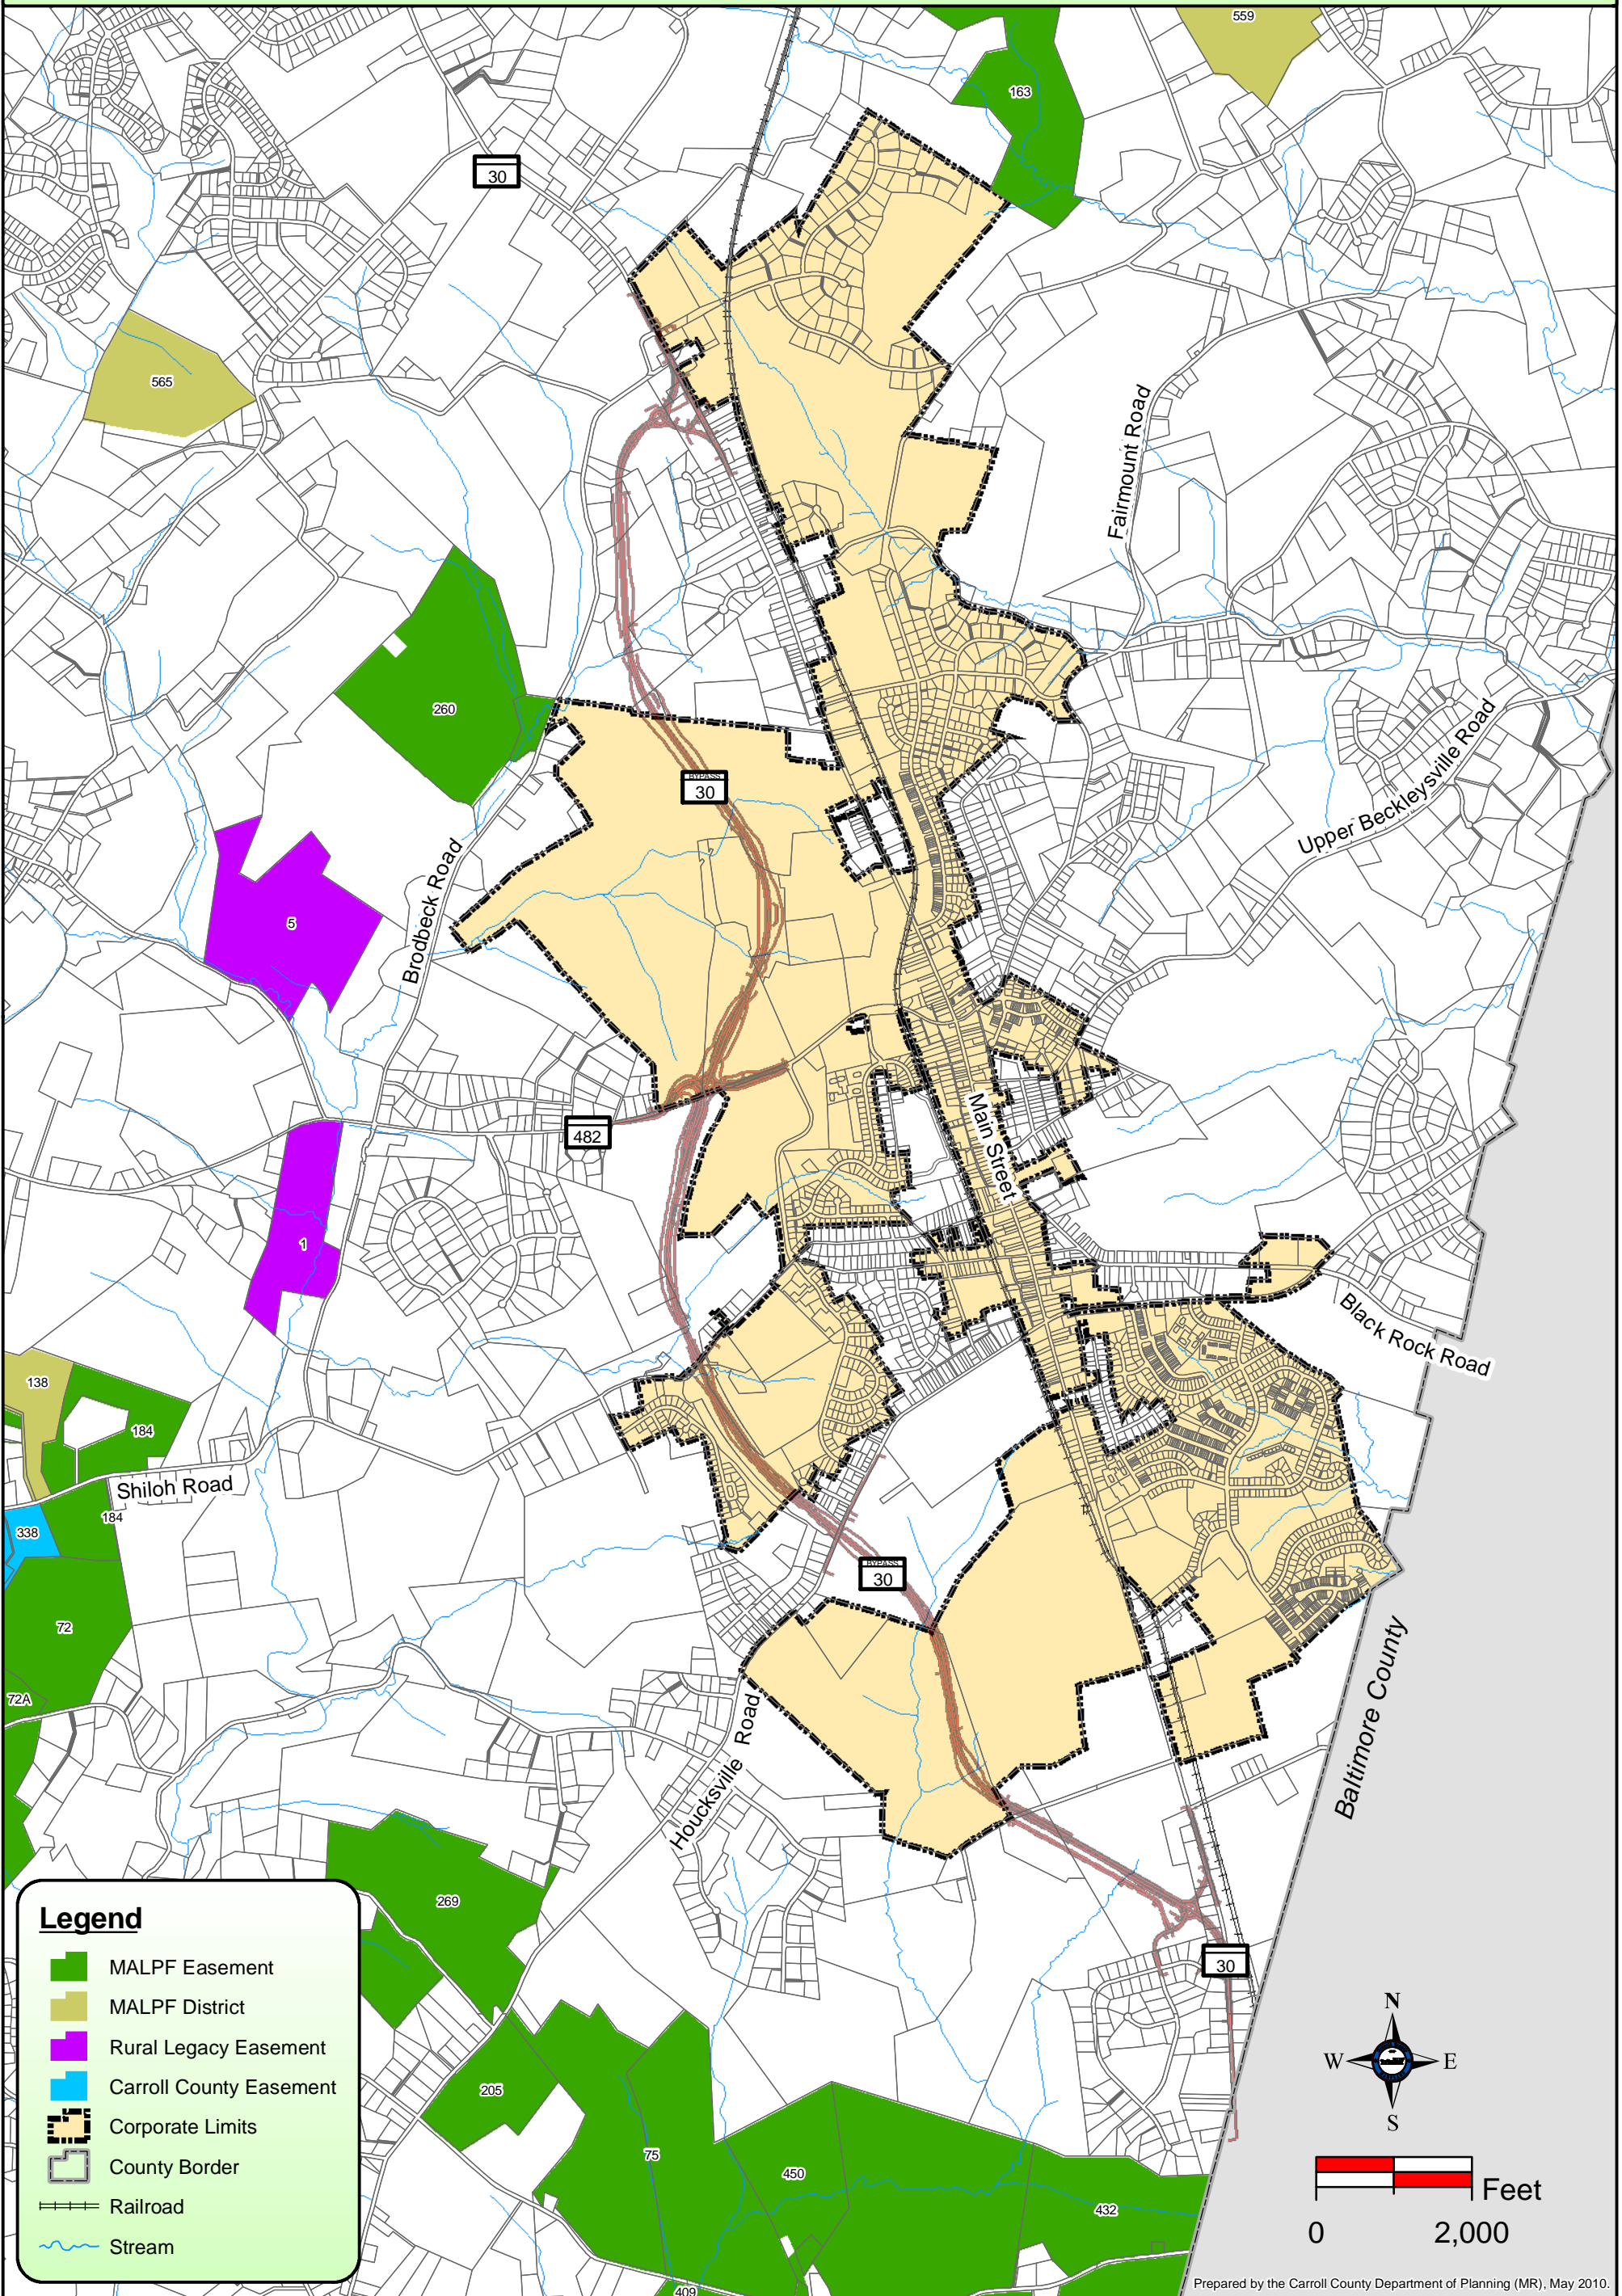 559
163
30
565
Fairmount Road
260
BYPASS
30
Upper Beckleysville Road
5
Brodbeck Road
482
Main Street
1
Black Rock Road
138
184
Shiloh Road
184
338
BYPASS
30
72
72A
Baltimore County
Houcksville Road
269
30
205
75
450
432
409
Legend
MALPF Easement
MALPF District
Rural Legacy Easement
Carroll County Easement
Corporate Limits
County Border
Railroad
Stream
N
W E
S
Feet
0 2,000
Prepared by the Carroll County Department of Planning (MR), May 2010.